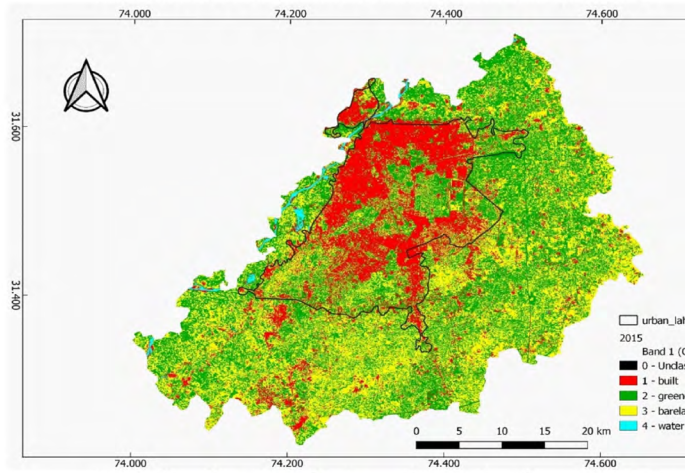 74.000 74.200 74.400 74.600
31.600
31.400
urban_lah
2015
Band 1 (G
0 - Unclas
1 - built
2 - green
3 - barela
4 - water
0 5 10 15 20 km
74.000 74.200 74.400 74.600